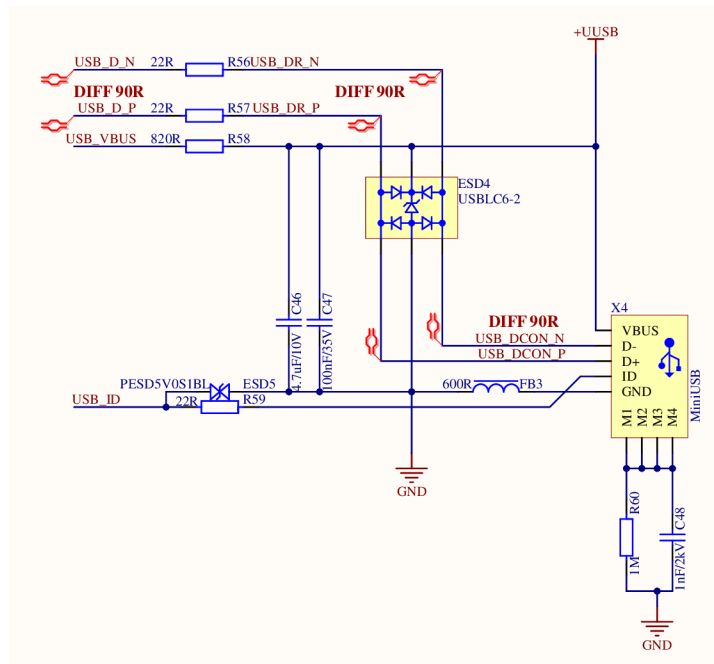 +UUSB
USB_D_N 22R R56 USB_DR_N
DIFF 90R DIFF 90R
USB_D_P 22R R57 USB_DR_P
USB_VBUS 820R R58
ESD4
USBLC6-2
C46
4.7uF/10V
C47
100nF/35V
DIFF 90R
USB_DCON_N
USB_DCON_P
X4
VBUS
D-
D+
ID
GND
M1
M2
M3
M4
MiniUSB
PESD5V0S1BL ESD5
600R FB3
USB_ID 22R R59
GND
R60
1M
C48
1nF/2kV
GND